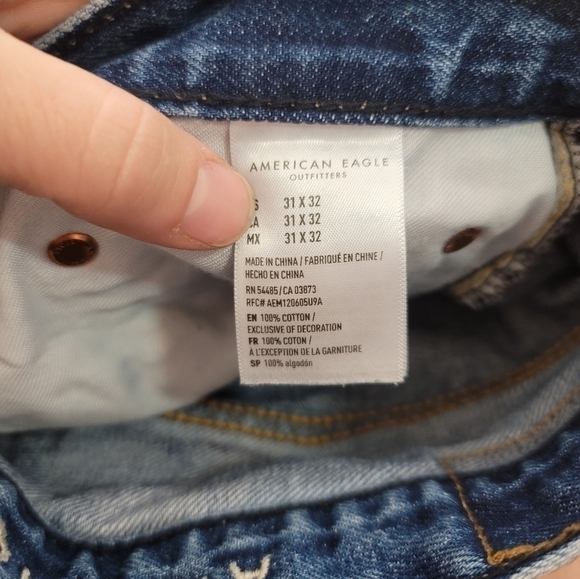 AMERICAN EAGLE
OUTFITTERS
S 31 X 32
CA 31 X 32
MX 31 X 32
MADE IN CHINA / FABRIQUÉ EN CHINE /
HECHO EN CHINA
RN 54485 / CA 03873
RFC# AEM120605U9A
EN 100% COTTON /
EXCLUSIVE OF DECORATION
FR 100% COTON /
À L'EXCEPTION DE LA GARNITURE
SP 100% algodón